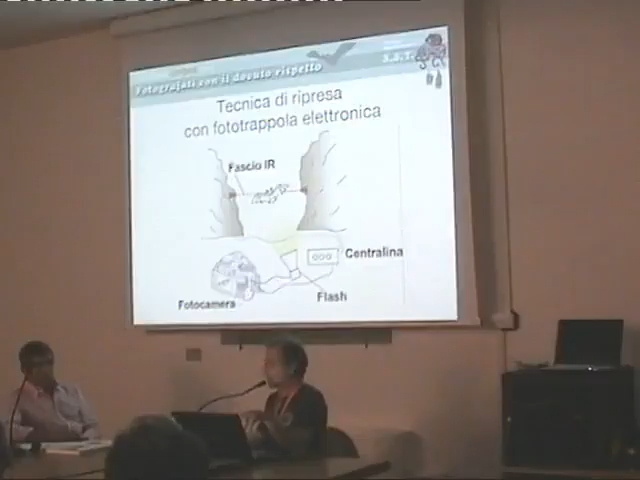 Fotografati con il dovuto rispetto
Tecnica di ripresa
con fototrappola elettronica
Fascio IR
Centralina
Flash
Fotocamera